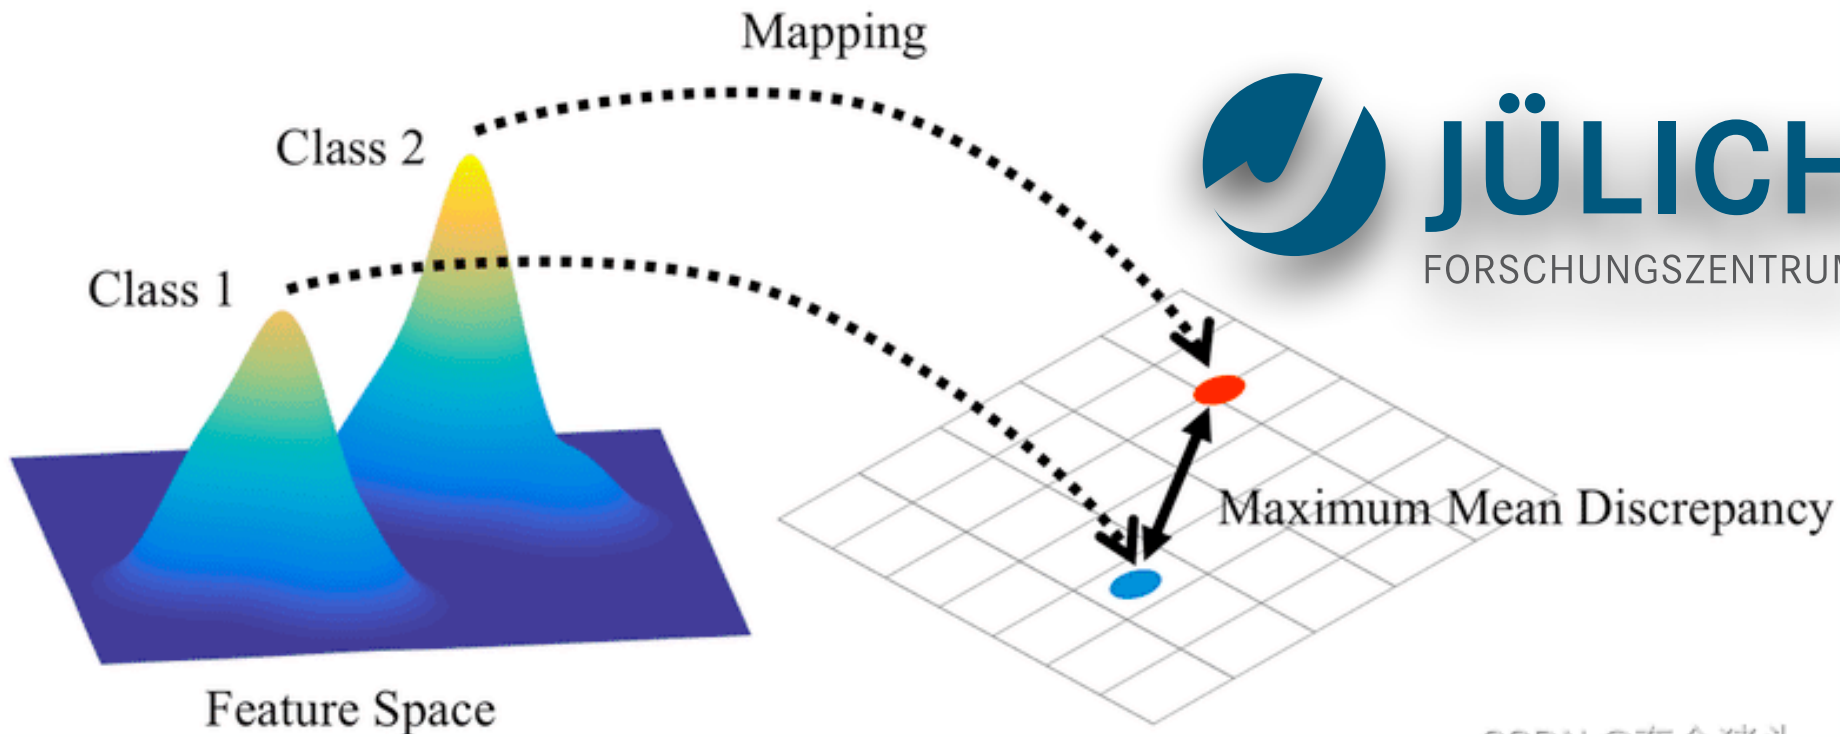 Mapping
Class 2
JÜLICH
Class 1
FORSCHUNGSZENTRUM
Maximum Mean Discrepancy
Feature Space